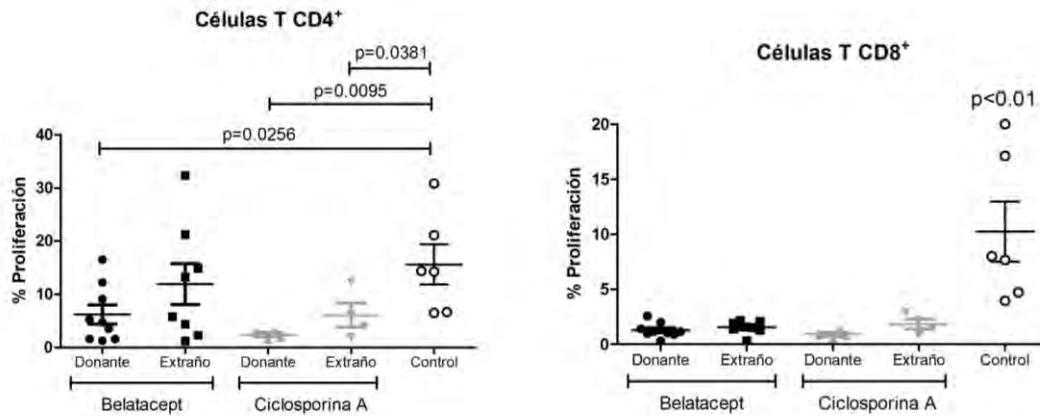 Células T CD4⁺
p=0.0381
p=0.0095
p=0.0256
% Proliferación
40
30
20
10
0
Donante Extraño Donante Extraño Control
Belatacept Ciclosporina A
Células T CD8⁺
p<0.01
% Proliferación
20
15
10
5
0
Donante Extraño Donante Extraño Control
Belatacept Ciclosporina A